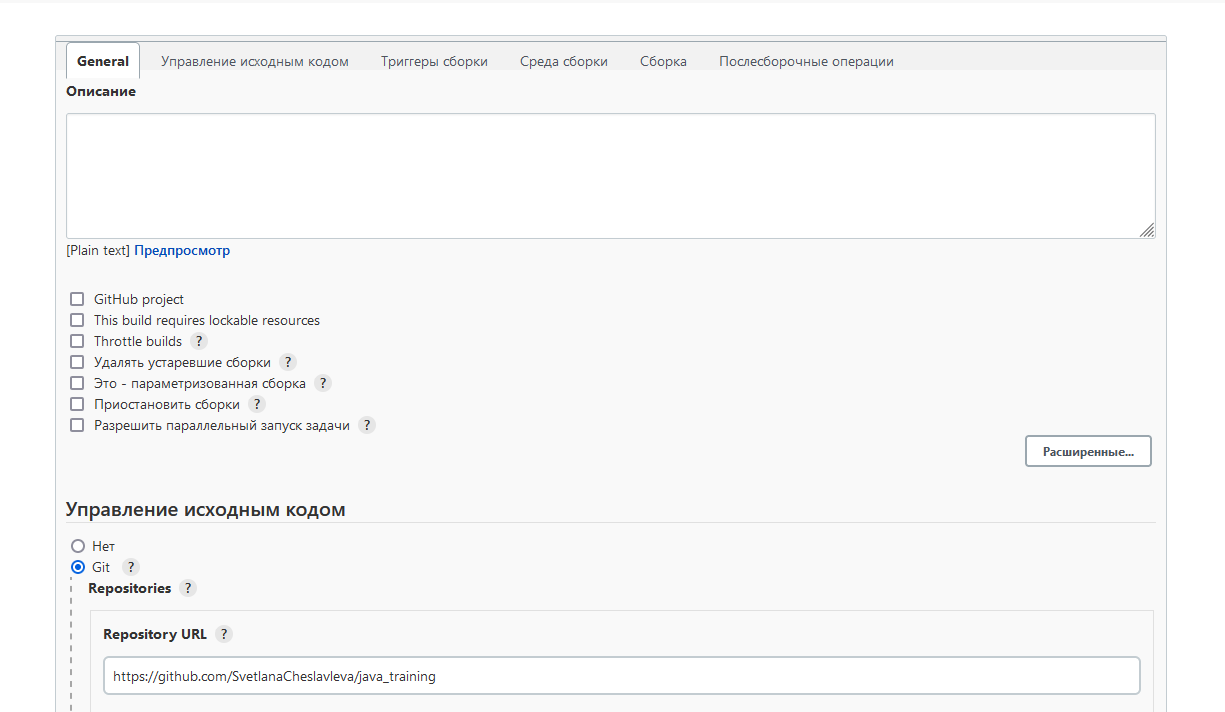 General Управление исходным кодом Триггеры сборки Среда сборки Сборка Послесборочные операции
Описание
[Plain text] Предпросмотр
GitHub project
This build requires lockable resources
Throttle builds ?
Удалять устаревшие сборки ?
Это - параметризованная сборка ?
Приостановить сборки ?
Разрешить параллельный запуск задачи ?
Расширенные...
Управление исходным кодом
Нет
Git ?
Repositories ?
Repository URL ?
https://github.com/SvetlanaCheslavleva/java_training